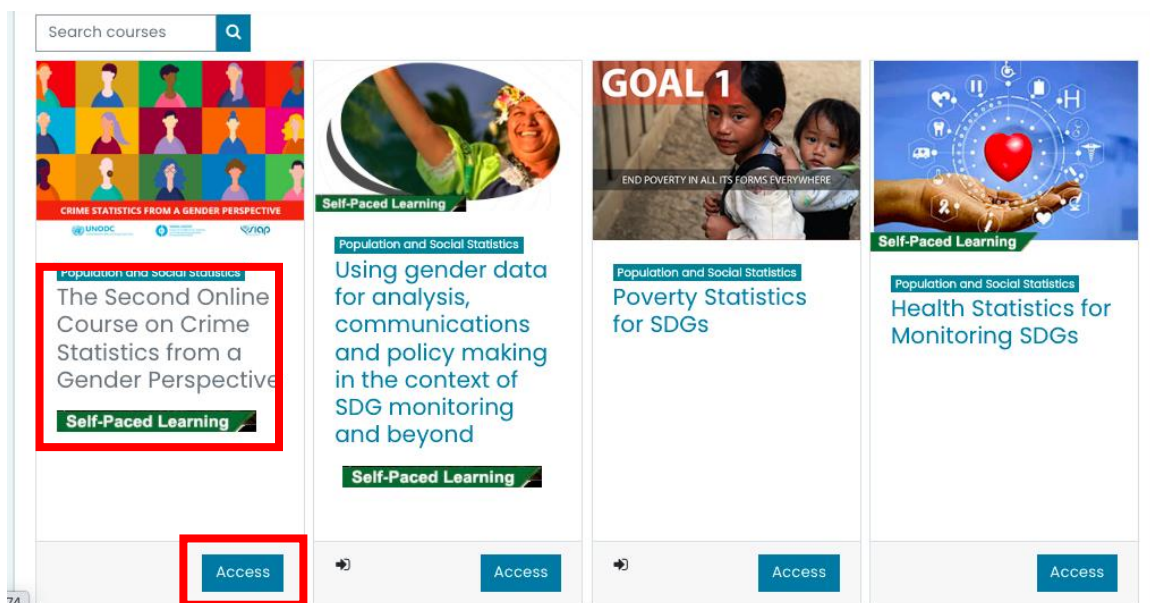 Search courses
CRIME STATISTICS FROM A GENDER PERSPECTIVE
UNODC
siap
Population and Social Statistics
The Second Online
Course on Crime
Statistics from a
Gender Perspective
Self-Paced Learning
Access
Self-Paced Learning
Population and Social Statistics
Using gender data
for analysis,
communications
and policy making
in the context of
SDG monitoring
and beyond
Self-Paced Learning
Access
GOAL 1
END POVERTY IN ALL ITS FORMS EVERYWHERE
Population and Social Statistics
Poverty Statistics
for SDGs
Access
H
Self-Paced Learning
Population and Social Statistics
Health Statistics for
Monitoring SDGs
Access
74